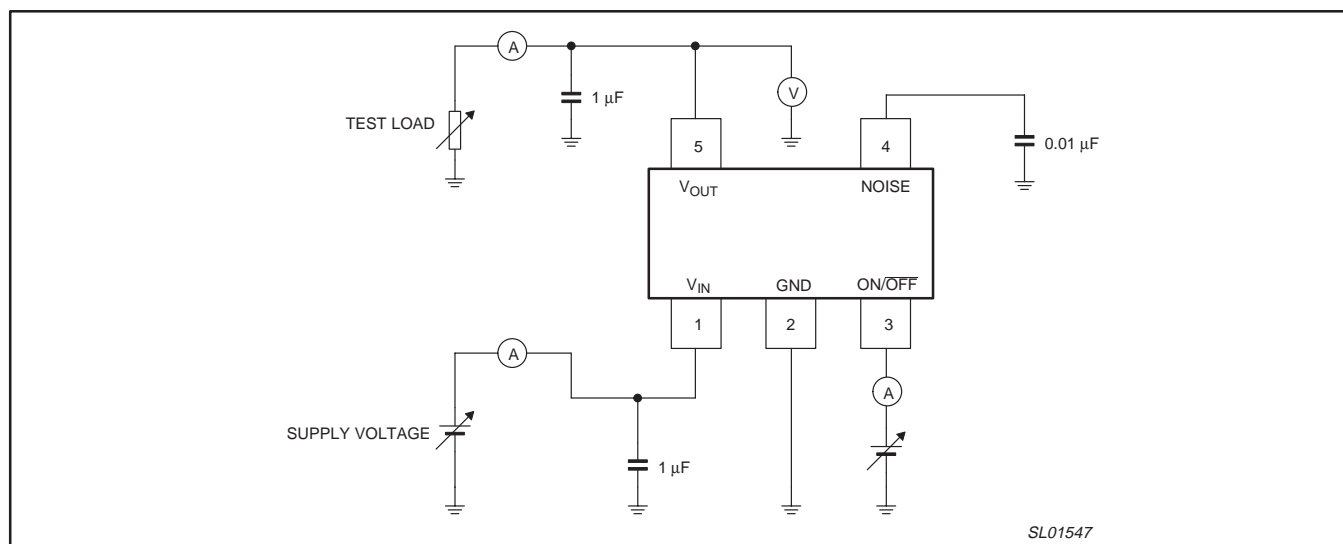 A
1 μF
V
TEST LOAD
5
4
0.01 μF
VOUT
NOISE
VIN
GND
ON/OFF
1
2
3
A
A
SUPPLY VOLTAGE
1 μF
SL01547